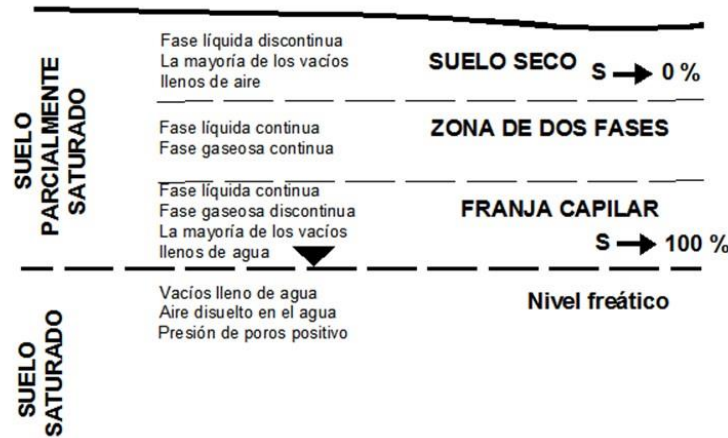 SUELO
PARCIALMENTE
SATURADO
Fase líquida discontinua
La mayoría de los vacíos
llenos de aire
SUELO SECO
S → 0 %
Fase líquida continua
Fase gaseosa continua
ZONA DE DOS FASES
Fase líquida continua
Fase gaseosa discontinua
La mayoría de los vacíos
llenos de agua
FRANJA CAPILAR
S → 100 %
SUELO
SATURADO
Vacíos lleno de agua
Aire disuelto en el agua
Presión de poros positivo
Nivel freático